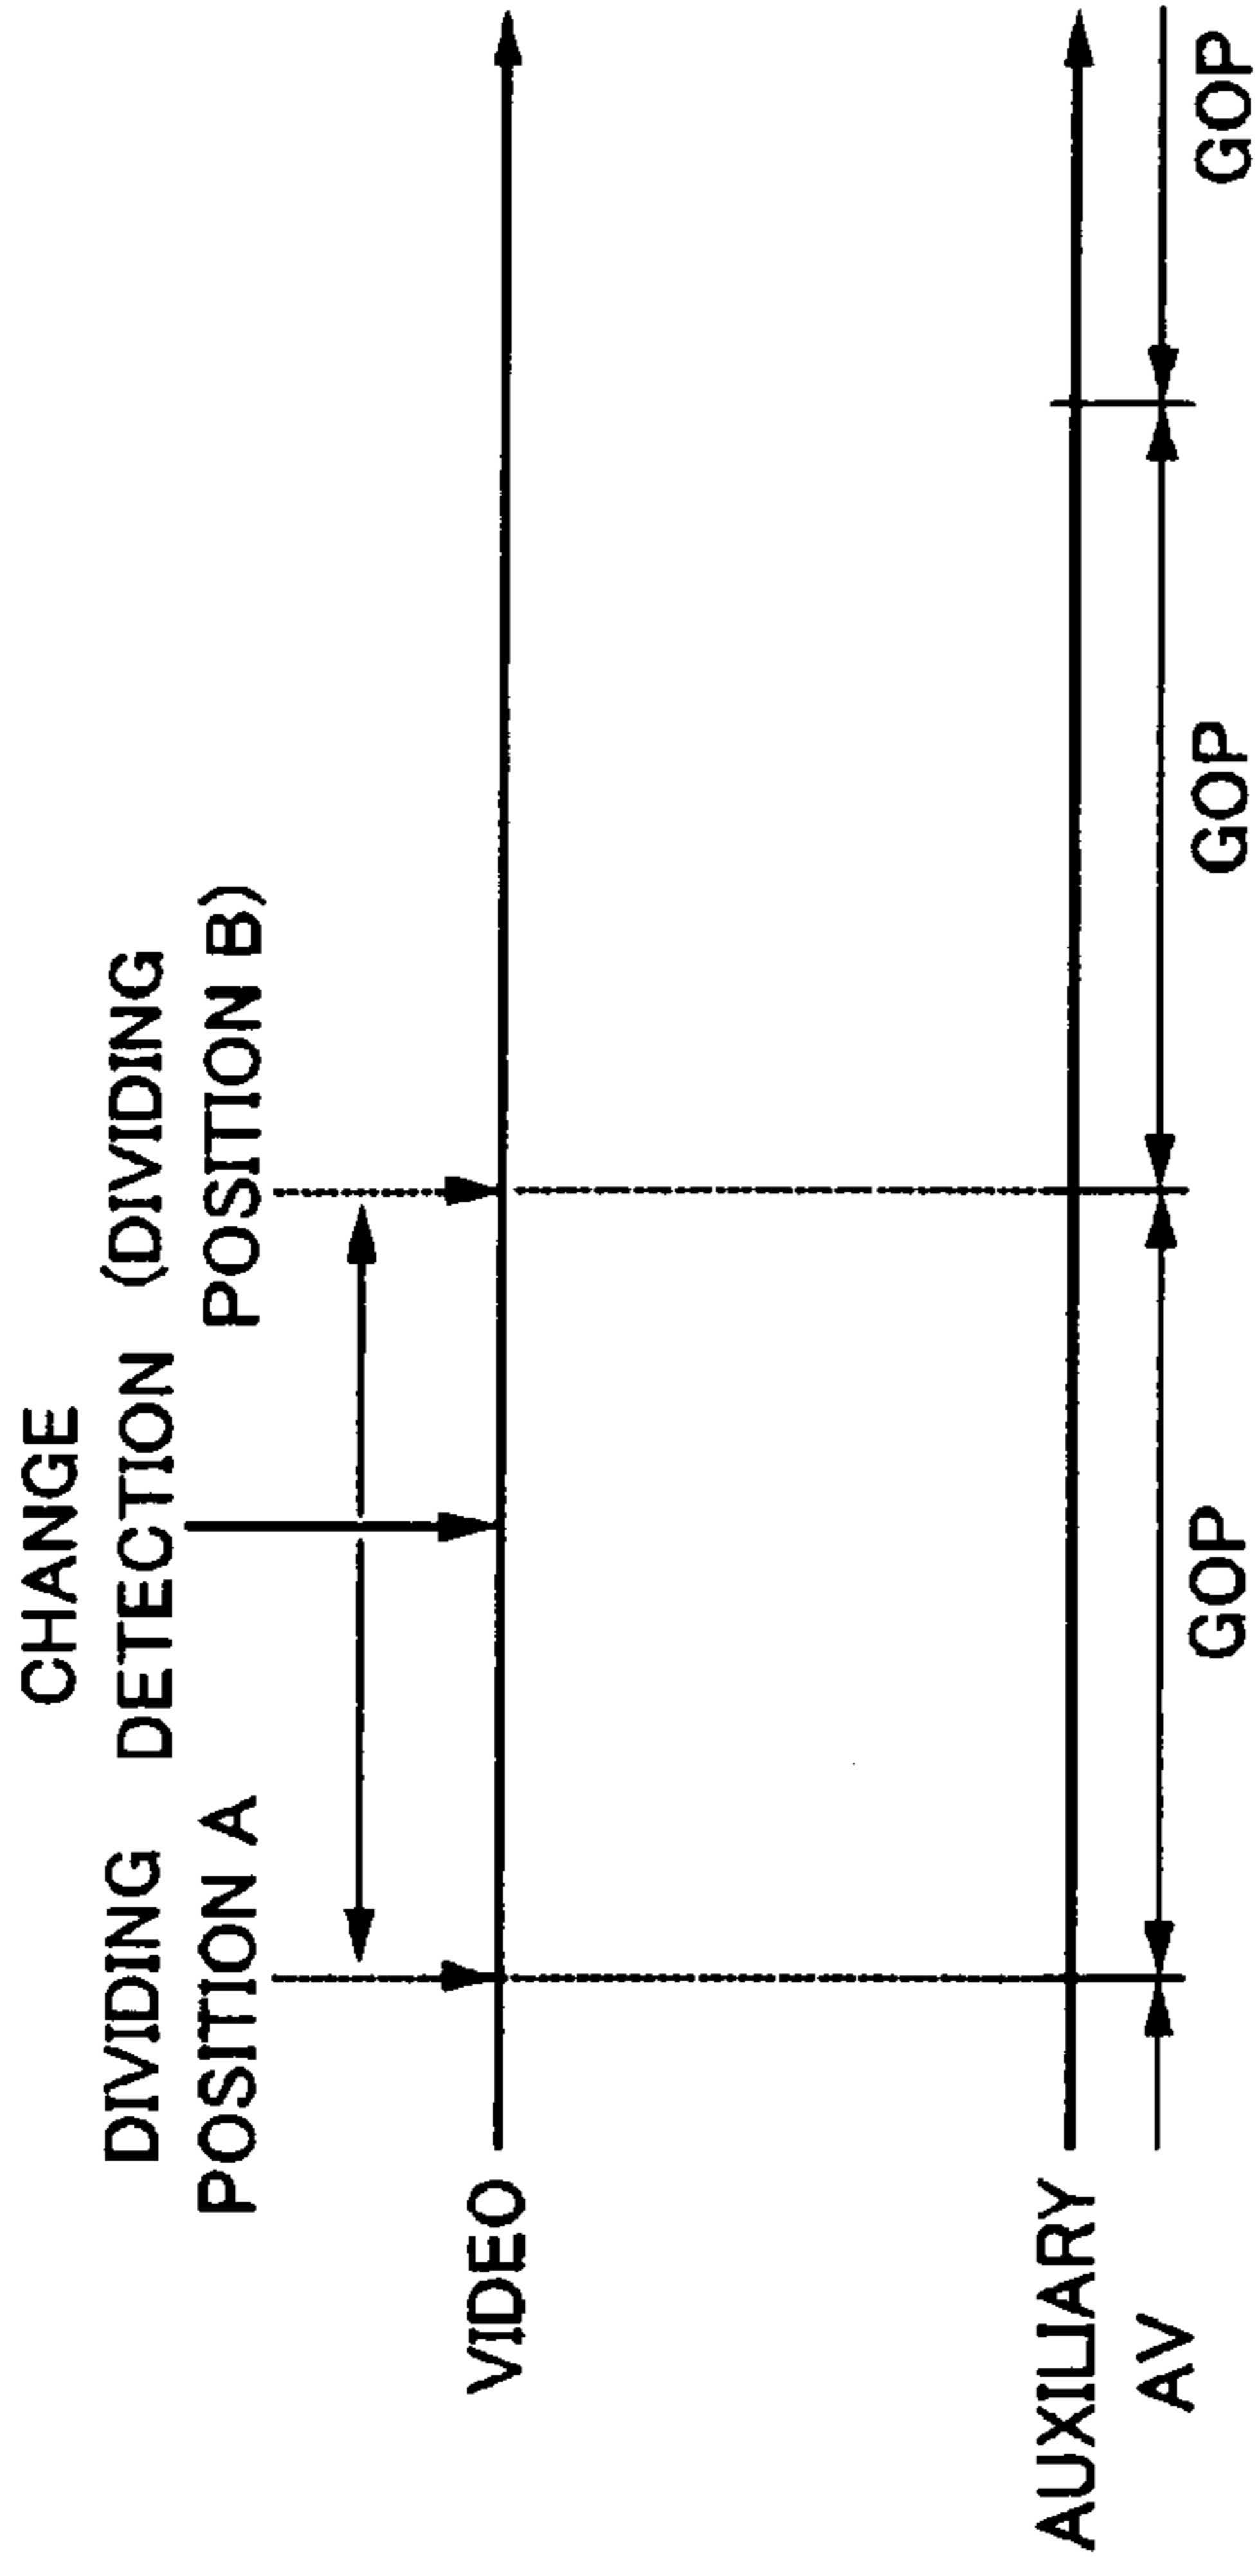 CHANGE
DIVIDING DETECTION (DIVIDING
POSITION A POSITION B)
VIDEO
AUXILIARY
AV
GOP GOP GOP